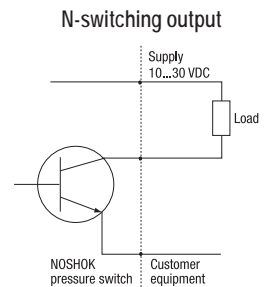 N-switching output
Supply
10...30 VDC
Load
NOSHOK
pressure switch
Customer
equipment